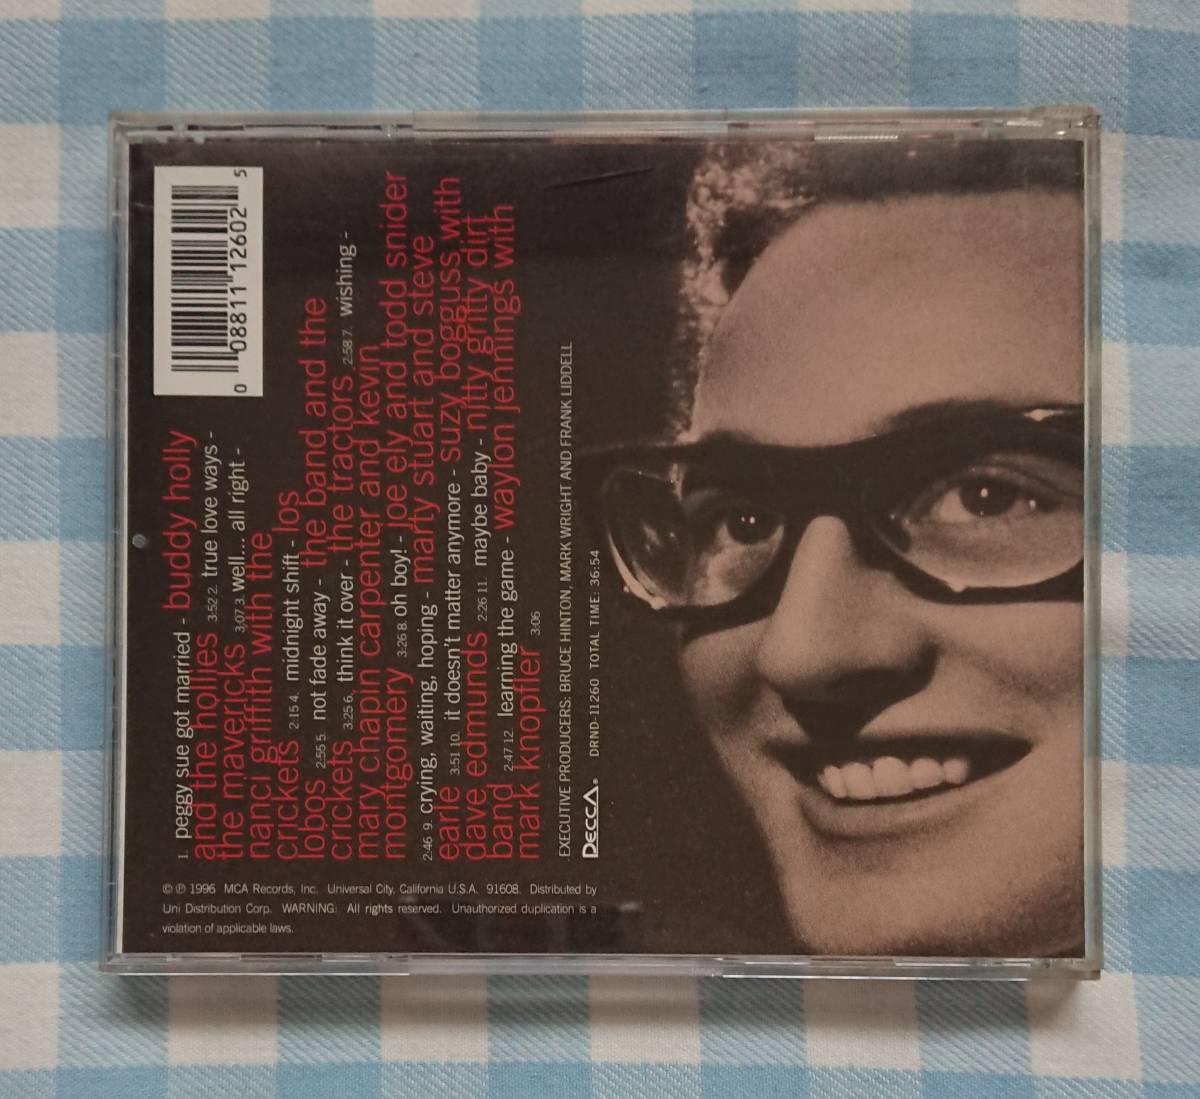 1. peggy sue got married - buddy holly
and the hollies 3:52 2. true love ways -
the mavericks 3:07 3. well... all right -
nanci griffith with the
crickets 2:15 4. midnight shift - los
lobos 2:55 5. not fade away - the band and the
crickets 3:25 6. think it over - the tractors 2:58 7. wishing -
mary chapin carpenter and kevin
montgomery 3:26 8. oh boy! - joe ely and todd snider
2:46 9. crying, waiting, hoping - marty stuart and steve
earle 3:51 10. it doesn't matter anymore - suzy bogguss with
dave edmunds 2:26 11. maybe baby - nitty gritty dirt
band 2:47 12. learning the game - waylon jennings with
mark knopfler 3:06
EXECUTIVE PRODUCERS: BRUCE HINTON, MARK WRIGHT AND FRANK LIDDELL
DECCA. DRND-11260 TOTAL TIME: 36:54
0 08811 12602 5
© ℗ 1996 MCA Records, Inc. Universal City, California U.S.A. 91608. Distributed by
Uni Distribution Corp. WARNING: All rights reserved. Unauthorized duplication is a
violation of applicable laws.